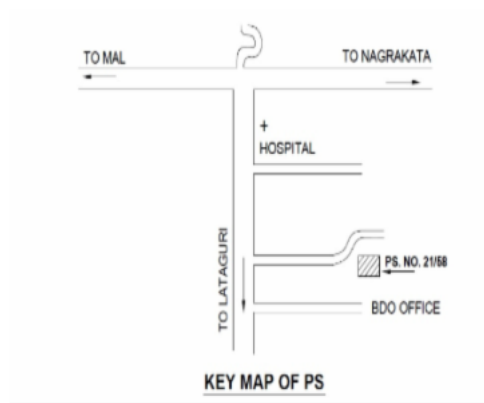 TO MAL
TO NAGRAKATA
+
HOSPITAL
TO LATAGURI
PS. NO. 21/58
BDO OFFICE
KEY MAP OF PS